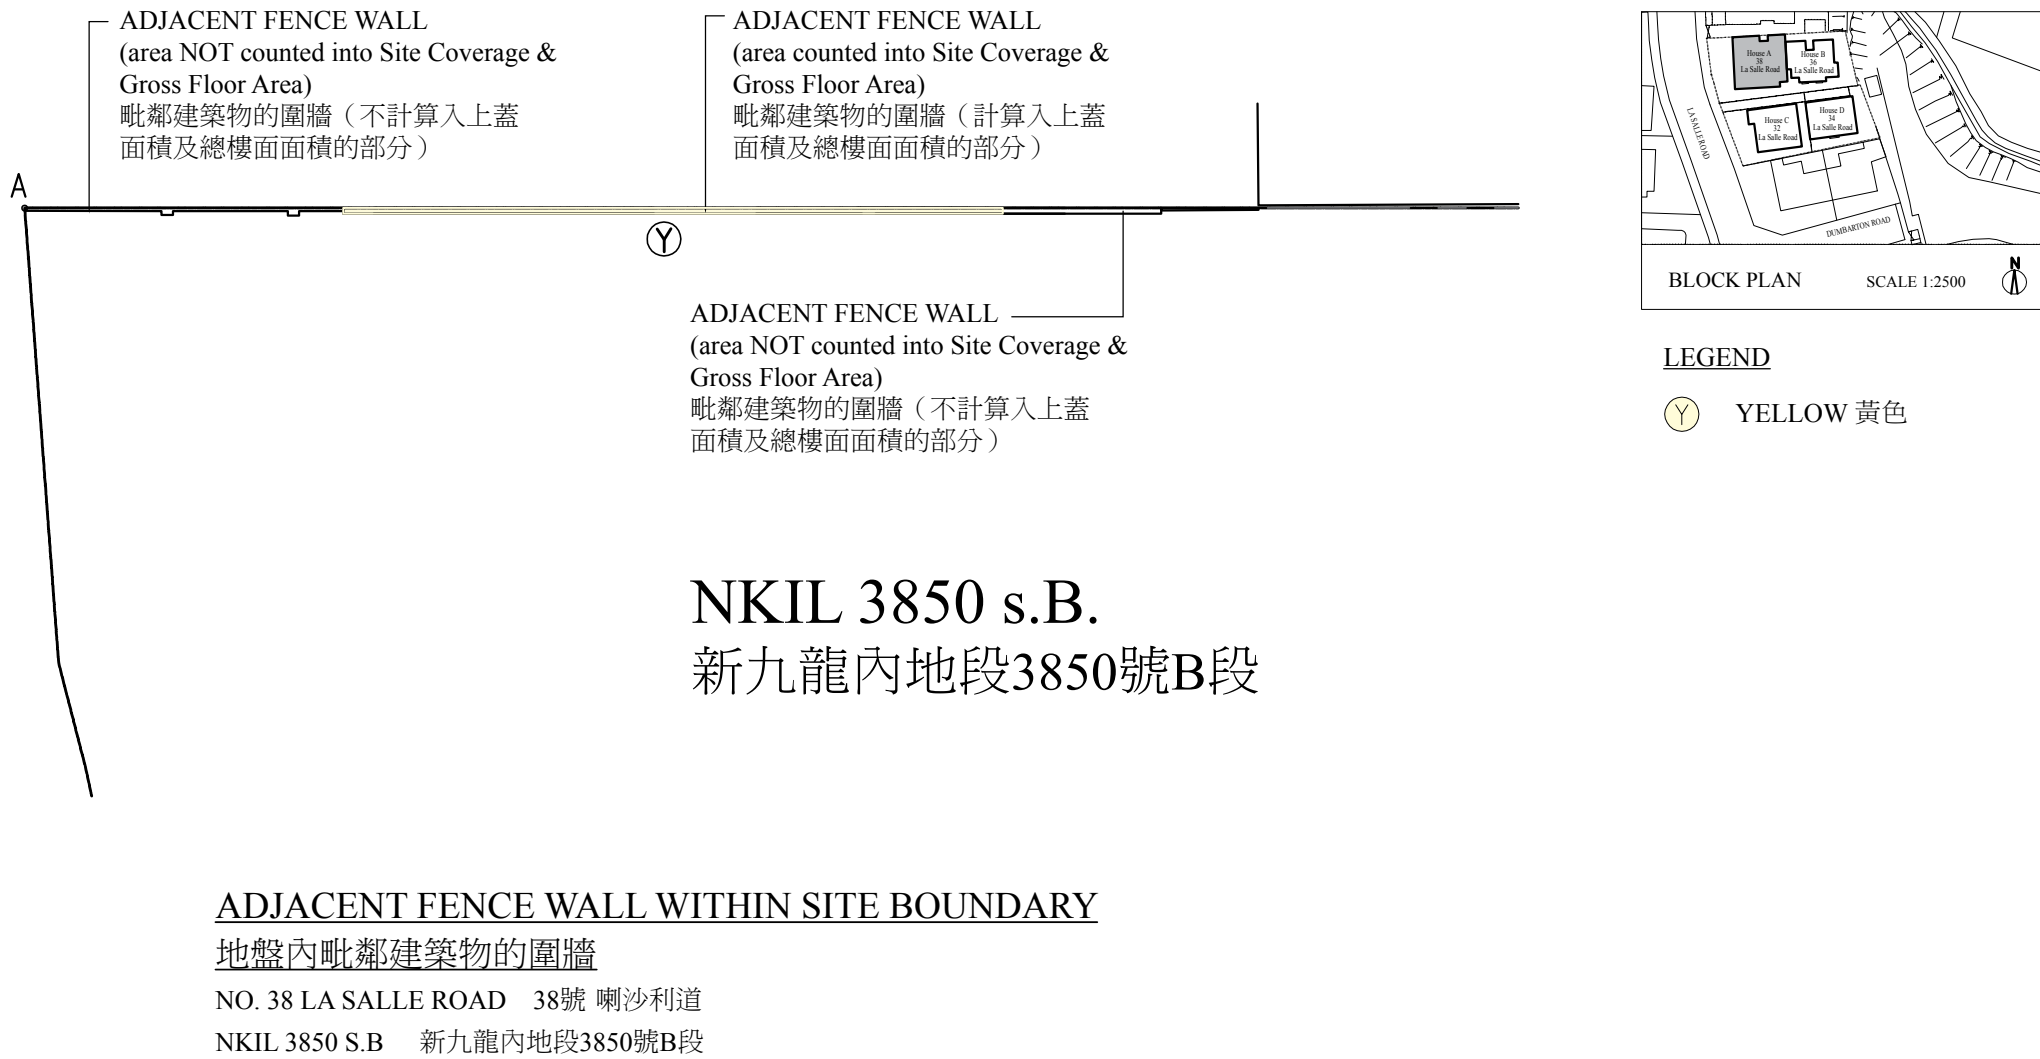 ADJACENT FENCE WALL
(area NOT counted into Site Coverage &
Gross Floor Area)
毗鄰建築物的圍牆（不計算入上蓋
面積及總樓面面積的部分）
ADJACENT FENCE WALL
(area counted into Site Coverage &
Gross Floor Area)
毗鄰建築物的圍牆（計算入上蓋
面積及總樓面面積的部分）
A
Y
ADJACENT FENCE WALL
(area NOT counted into Site Coverage &
Gross Floor Area)
毗鄰建築物的圍牆（不計算入上蓋
面積及總樓面面積的部分）
NKIL 3850 s.B.
新九龍內地段3850號B段
House A
38
La Salle Road
House B
36
La Salle Road
House C
32
La Salle Road
House D
34
La Salle Road
LA SALLE ROAD
DUMBARTON ROAD
BLOCK PLAN
SCALE 1:2500
N
LEGEND
Y YELLOW 黃色
ADJACENT FENCE WALL WITHIN SITE BOUNDARY
地盤內毗鄰建築物的圍牆
NO. 38 LA SALLE ROAD 38號 喇沙利道
NKIL 3850 S.B 新九龍內地段3850號B段